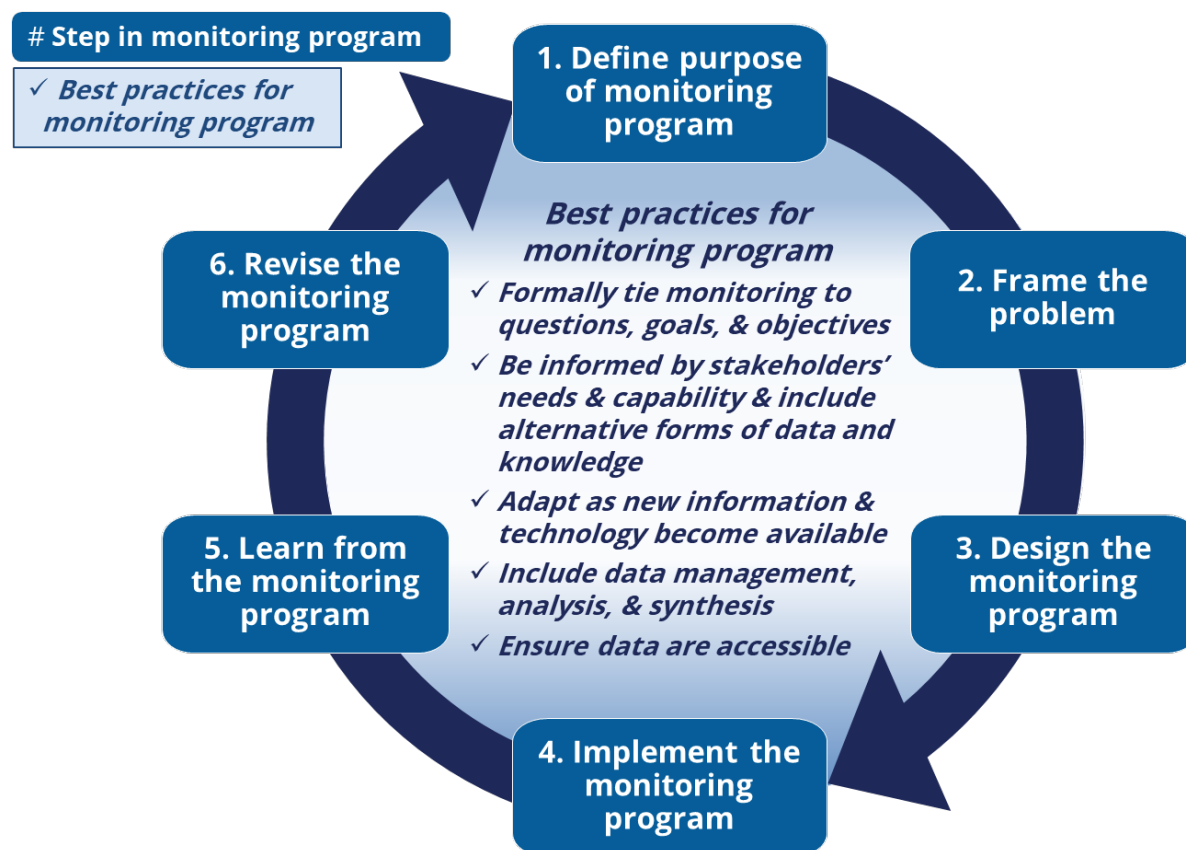 # Step in monitoring program
✓ Best practices for
monitoring program
1. Define purpose
of monitoring
program
2. Frame the
problem
3. Design the
monitoring
program
4. Implement the
monitoring
program
5. Learn from
the monitoring
program
6. Revise the
monitoring
program
Best practices for
monitoring program
✓ Formally tie monitoring to
questions, goals, & objectives
✓ Be informed by stakeholders’
needs & capability & include
alternative forms of data and
knowledge
✓ Adapt as new information &
technology become available
✓ Include data management,
analysis, & synthesis
✓ Ensure data are accessible